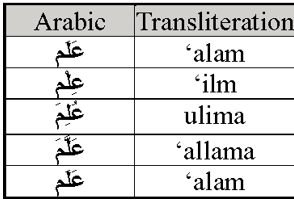 Arabic Transliteration
عَلَّم ‘alam
عِلْم ‘ilm
عُلِمَ ulima
عَلَّمَ ‘allama
عَلَّم ‘alam